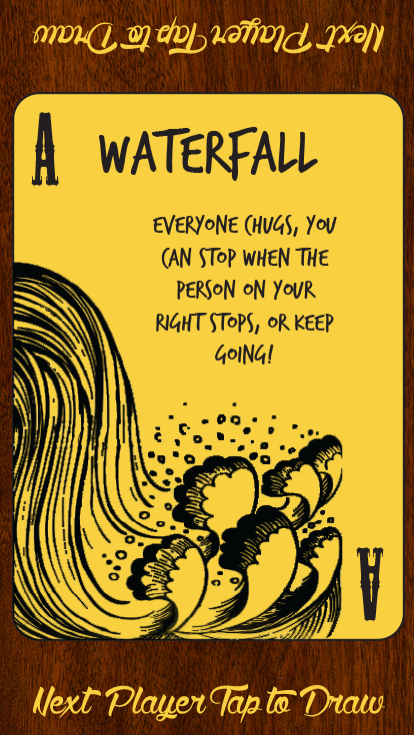 Next Player Tap to Draw
A
WATERFALL
EVERYONE CHUGS, YOU
CAN STOP WHEN THE
PERSON ON YOUR
RIGHT STOPS, OR KEEP
GOING!
A
Next Player Tap to Draw